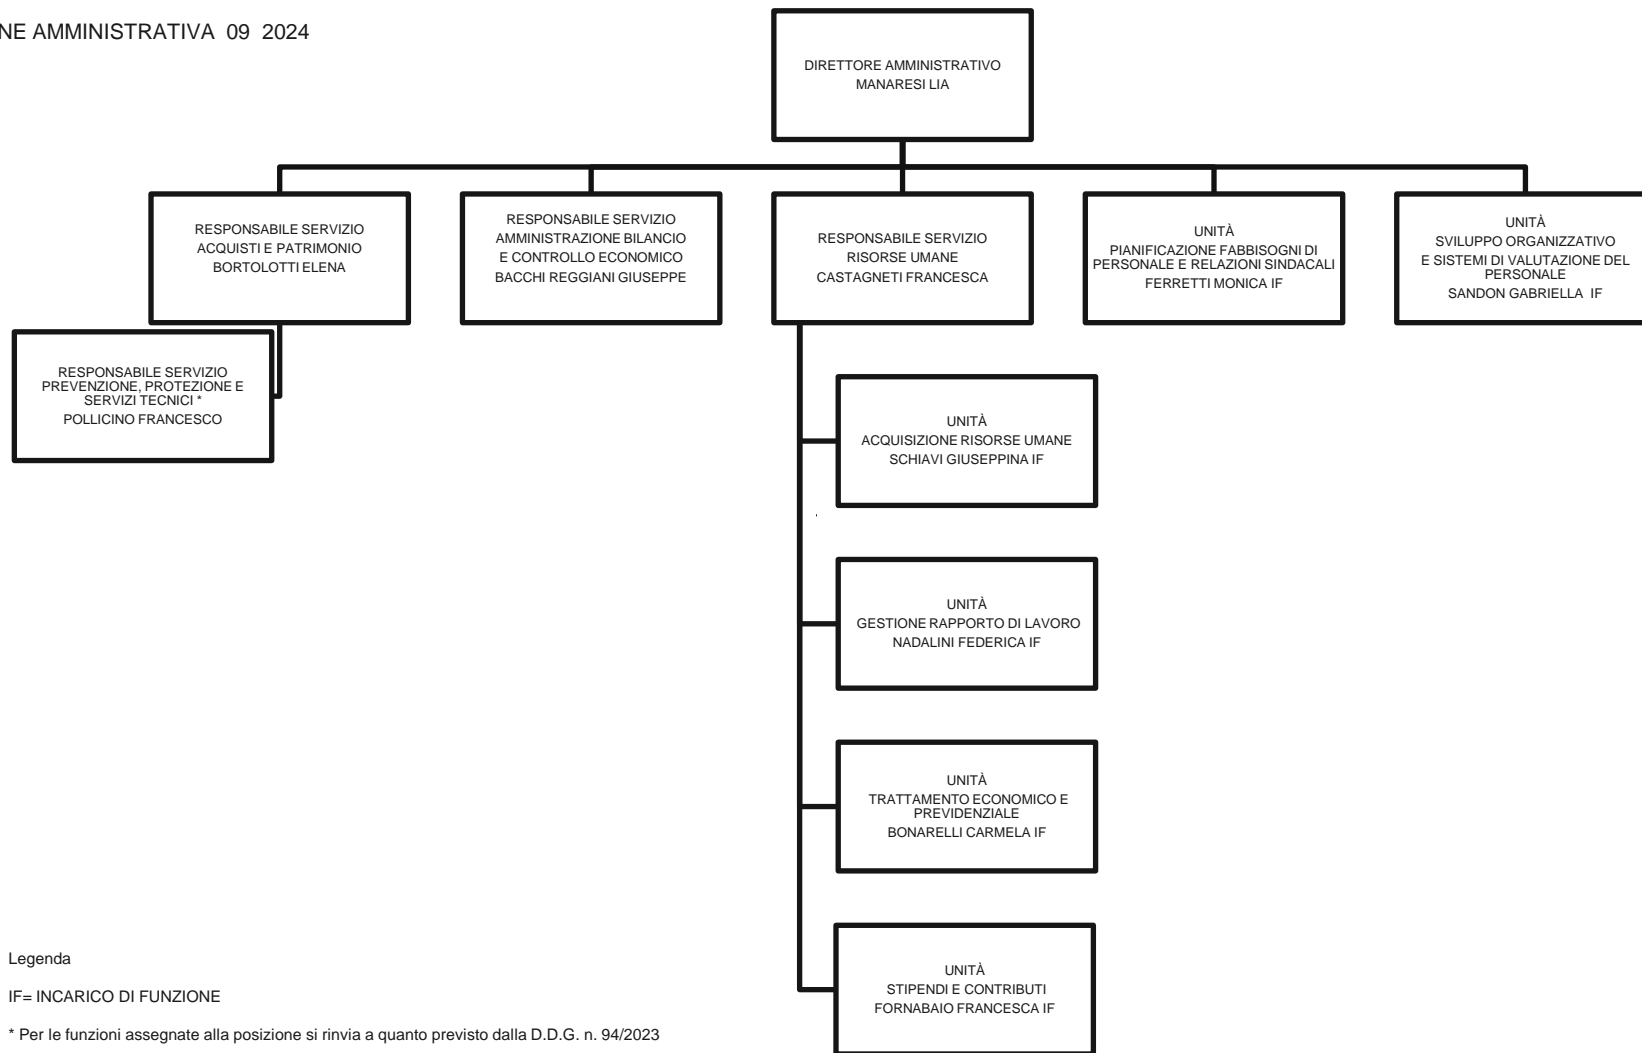 NE AMMINISTRATIVA 09 2024
DIRETTORE AMMINISTRATIVO
MANARESI LIA
RESPONSABILE SERVIZIO
ACQUISTI E PATRIMONIO
BORTOLOTTI ELENA
RESPONSABILE SERVIZIO
AMMINISTRAZIONE BILANCIO
E CONTROLLO ECONOMICO
BACCHI REGGIANI GIUSEPPE
RESPONSABILE SERVIZIO
RISORSE UMANE
CASTAGNETI FRANCESCA
UNITÀ
PIANIFICAZIONE FABBISOGNI DI
PERSONALE E RELAZIONI SINDACALI
FERRETTI MONICA IF
UNITÀ
SVILUPPO ORGANIZZATIVO
E SISTEMI DI VALUTAZIONE DEL
PERSONALE
SANDON GABRIELLA IF
RESPONSABILE SERVIZIO
PREVENZIONE, PROTEZIONE E
SERVIZI TECNICI *
POLLICINO FRANCESCO
UNITÀ
ACQUISIZIONE RISORSE UMANE
SCHIAVI GIUSEPPINA IF
UNITÀ
GESTIONE RAPPORTO DI LAVORO
NADALINI FEDERICA IF
UNITÀ
TRATTAMENTO ECONOMICO E
PREVIDENZIALE
BONARELLI CARMELA IF
UNITÀ
STIPENDI E CONTRIBUTI
FORNABAIO FRANCESCA IF
Legenda
IF= INCARICO DI FUNZIONE
* Per le funzioni assegnate alla posizione si rinvia a quanto previsto dalla D.D.G. n. 94/2023